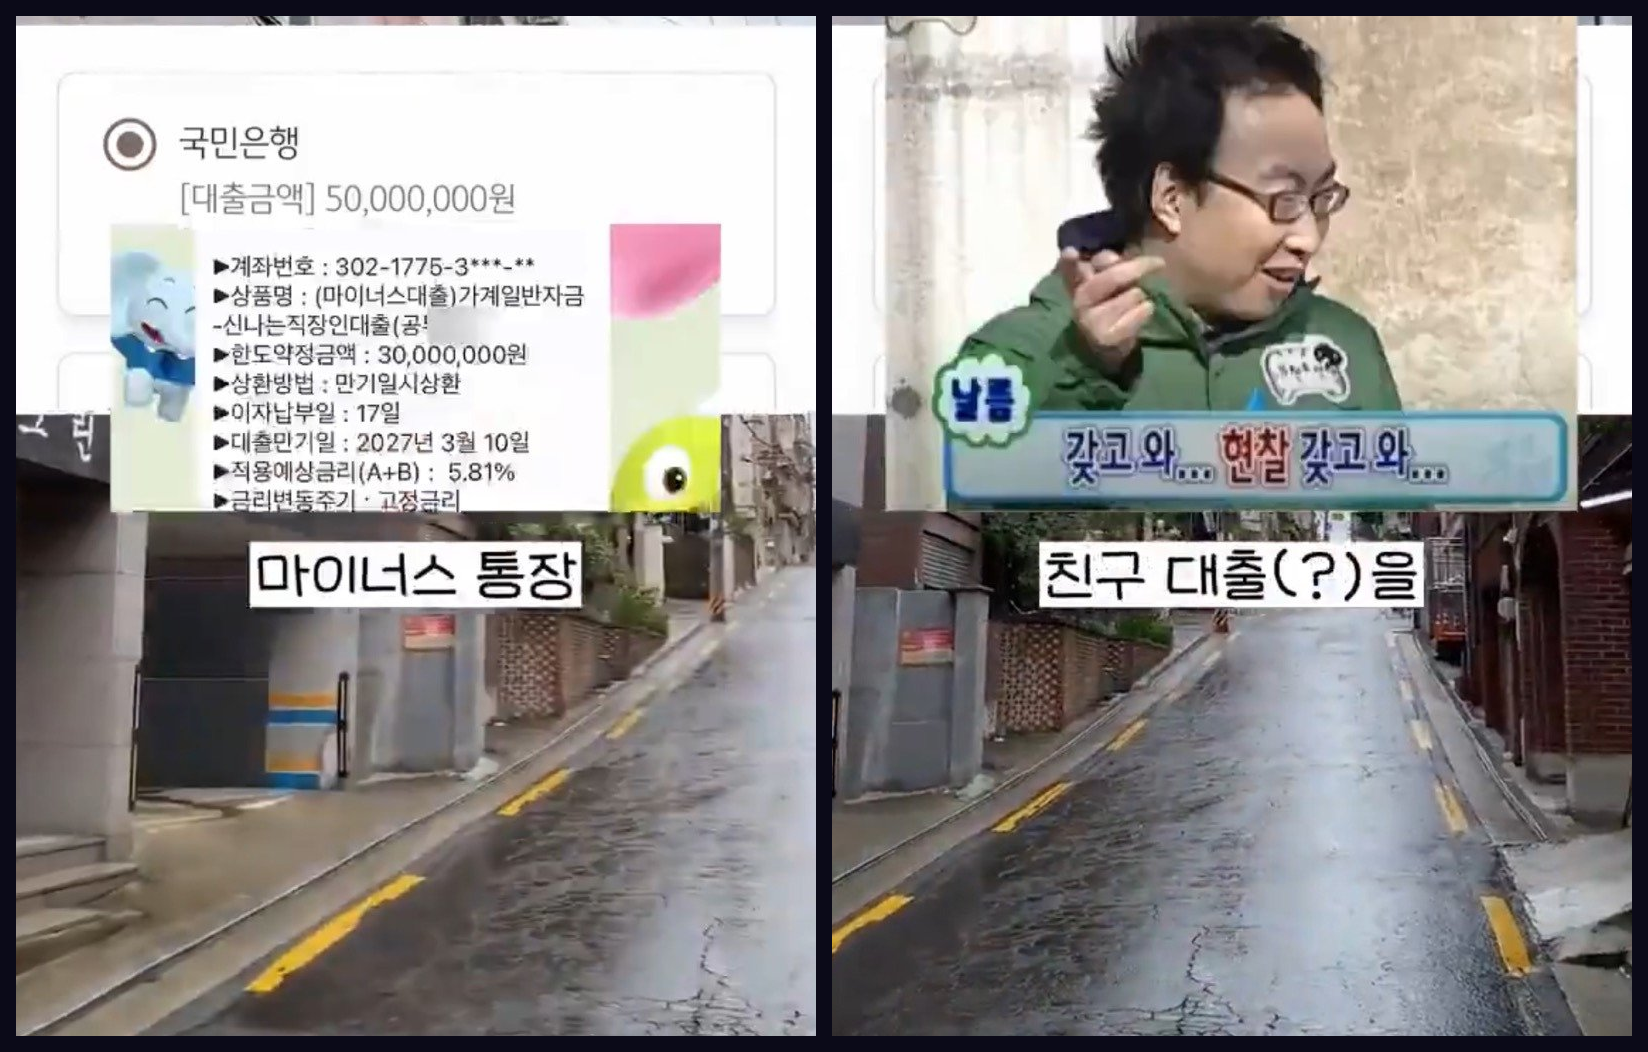 국민은행
[대출금액] 50,000,000원
▶계좌번호 : 302-1775-3***-**
▶상품명 : (마이너스대출)가계일반자금
-신나는직장인대출(공
▶한도약정금액 : 30,000,000원
▶상환방법 : 만기일시상환
▶이자납부일 : 17일
▶대출만기일 : 2027년 3월 10일
▶적용예상금리(A+B) : 5.81%
▶금리변동주기 : 고정금리
마이너스 통장
날름
갖고 와... 현찰 갖고 와...
친구 대출(?)을